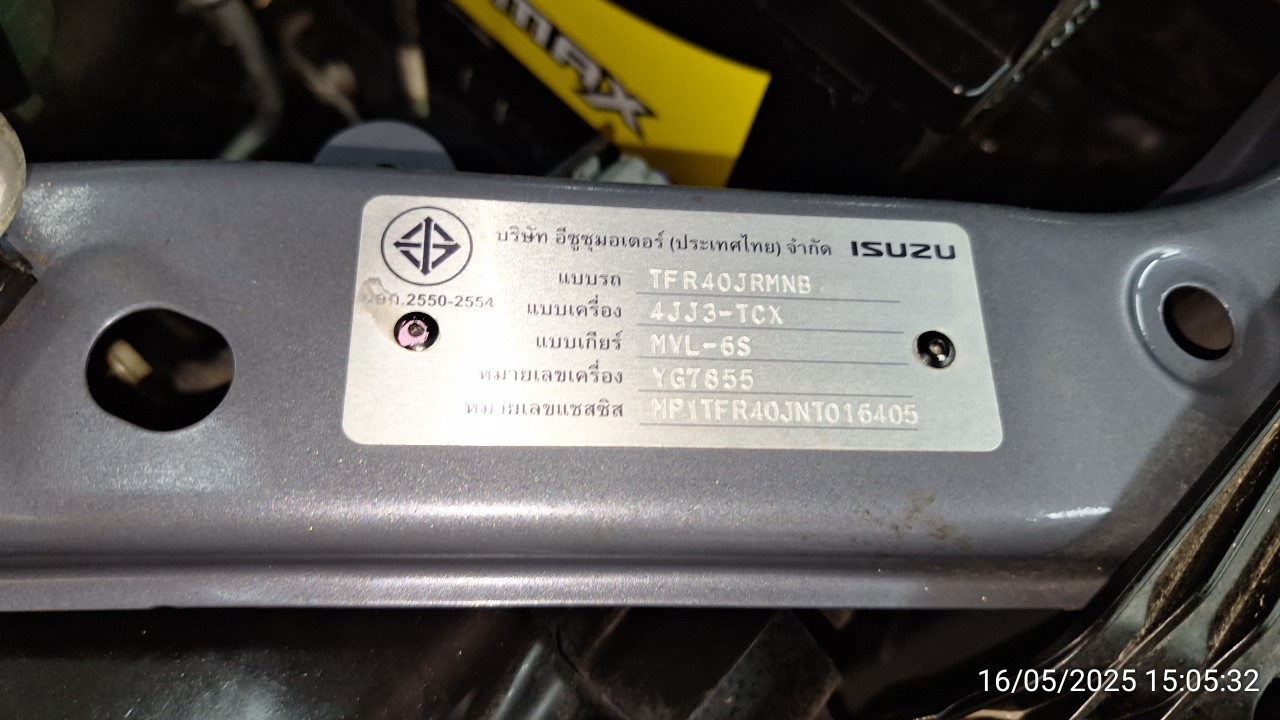 MAX
บริษัท อีซูซุมอเตอร์ (ประเทศไทย) จำกัด ISUZU
แบบรถ TFR40JRMNB
มอก.2550-2554
แบบเครื่อง 4JJ3-TCX
แบบเกียร์ MVL-6S
หมายเลขเครื่อง YG7855
หมายเลขแชสซิส MP1TFR40JNT016405
16/05/2025 15:05:32